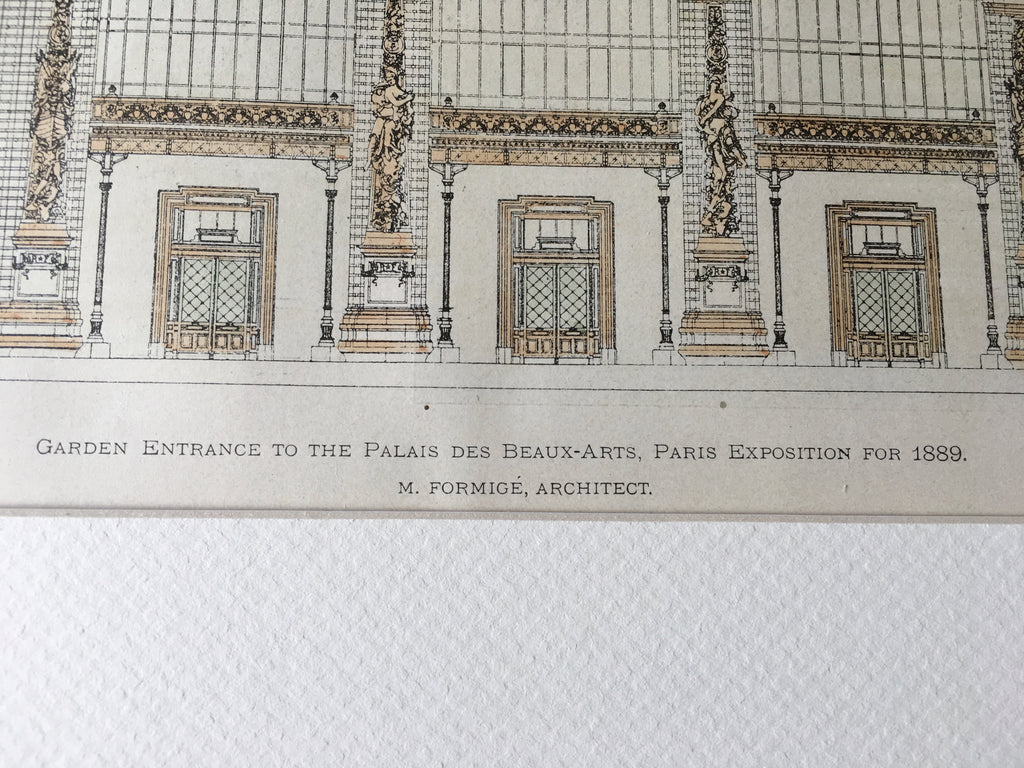 GARDEN ENTRANCE TO THE PALAIS DES BEAUX-ARTS, PARIS EXPOSITION FOR 1889.
M. FORMIGÉ, ARCHITECT.